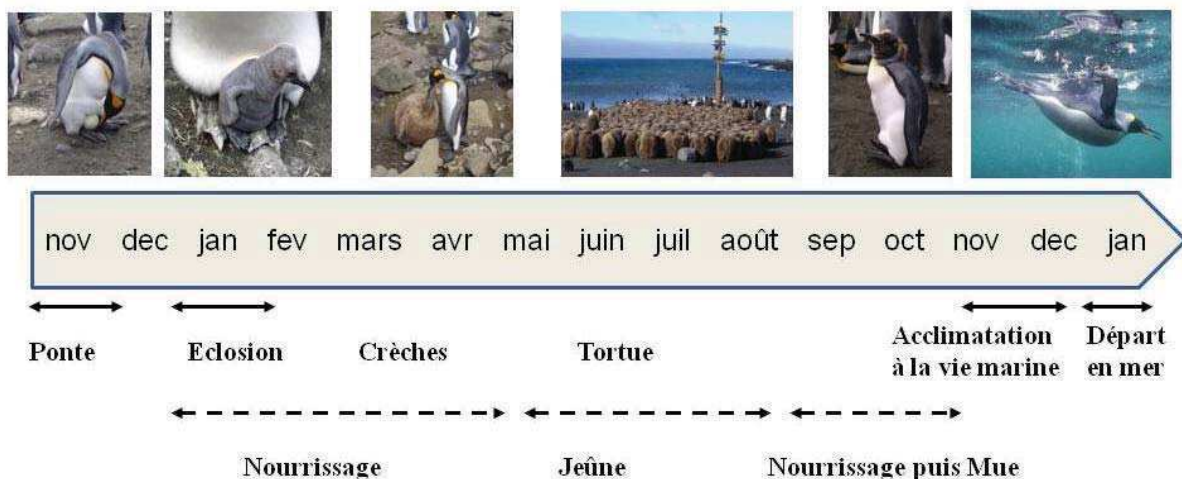 nov dec jan fev mars avr mai juin juil août sep oct nov dec jan
Ponte Eclosion Crèches Tortue Acclimatation à la vie marine Départ en mer
Nourrissage Jeûne Nourrissage puis Mue